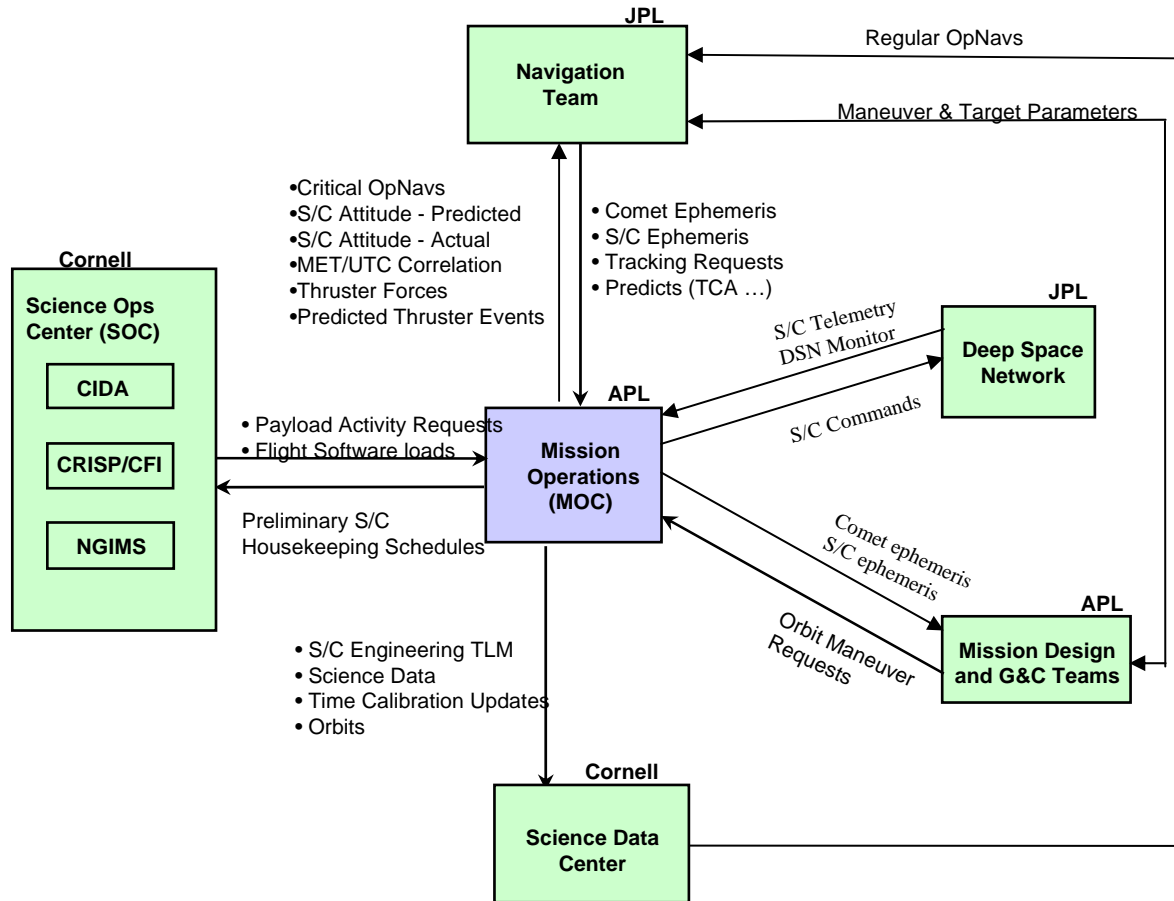 JPL
Navigation
Team
Regular OpNavs
Maneuver & Target Parameters
•Critical OpNavs
•S/C Attitude - Predicted
•S/C Attitude - Actual
•MET/UTC Correlation
•Thruster Forces
•Predicted Thruster Events
• Comet Ephemeris
• S/C Ephemeris
• Tracking Requests
• Predicts (TCA …)
Cornell
Science Ops
Center (SOC)
CIDA
CRISP/CFI
NGIMS
• Payload Activity Requests
• Flight Software loads
Preliminary S/C
Housekeeping Schedules
APL
Mission
Operations
(MOC)
S/C Telemetry
DSN Monitor
S/C Commands
JPL
Deep Space
Network
Comet ephemeris
S/C ephemeris
Orbit Maneuver
Requests
APL
Mission Design
and G&C Teams
• S/C Engineering TLM
• Science Data
• Time Calibration Updates
• Orbits
Cornell
Science Data
Center